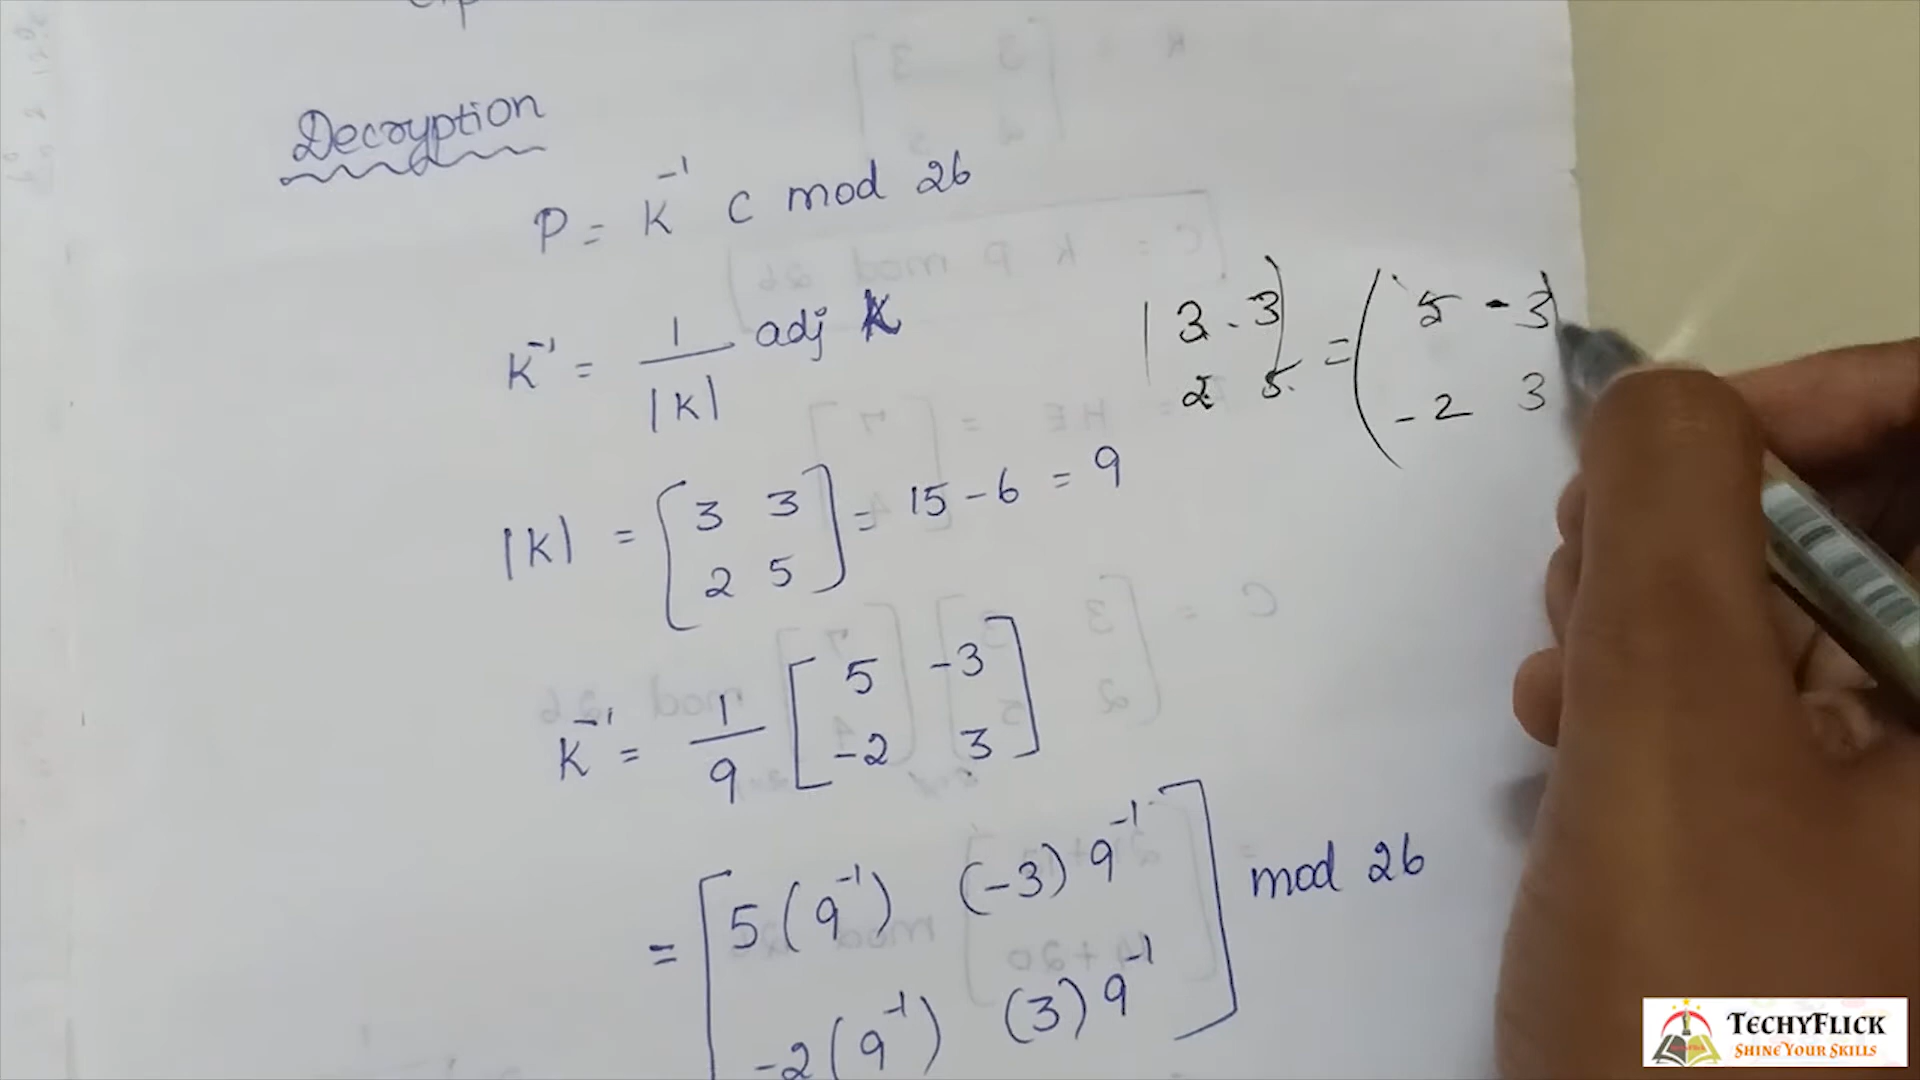 Decryption
P = K⁻¹ C mod 26
K⁻¹ = 1/|K| adj K
| 3 3 | = ( 5 -3 )
2 5 -2 3
|K| = [ 3 3 ] = 15 - 6 = 9
2 5
K⁻¹ = 1/9 [ 5 -3 ]
-2 3
= [ 5(9⁻¹) (-3)9⁻¹ ] mod 26
-2(9⁻¹) (3)9⁻¹
TECHYFLICK
SHINE YOUR SKILLS